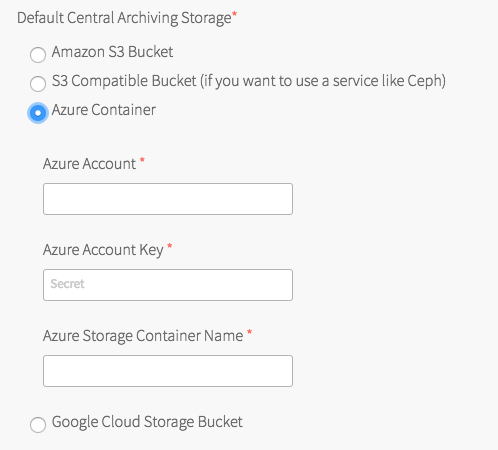 Default Central Archiving Storage*
Amazon S3 Bucket
S3 Compatible Bucket (if you want to use a service like Ceph)
Azure Container
Azure Account *
Azure Account Key *
Secret
Azure Storage Container Name *
Google Cloud Storage Bucket